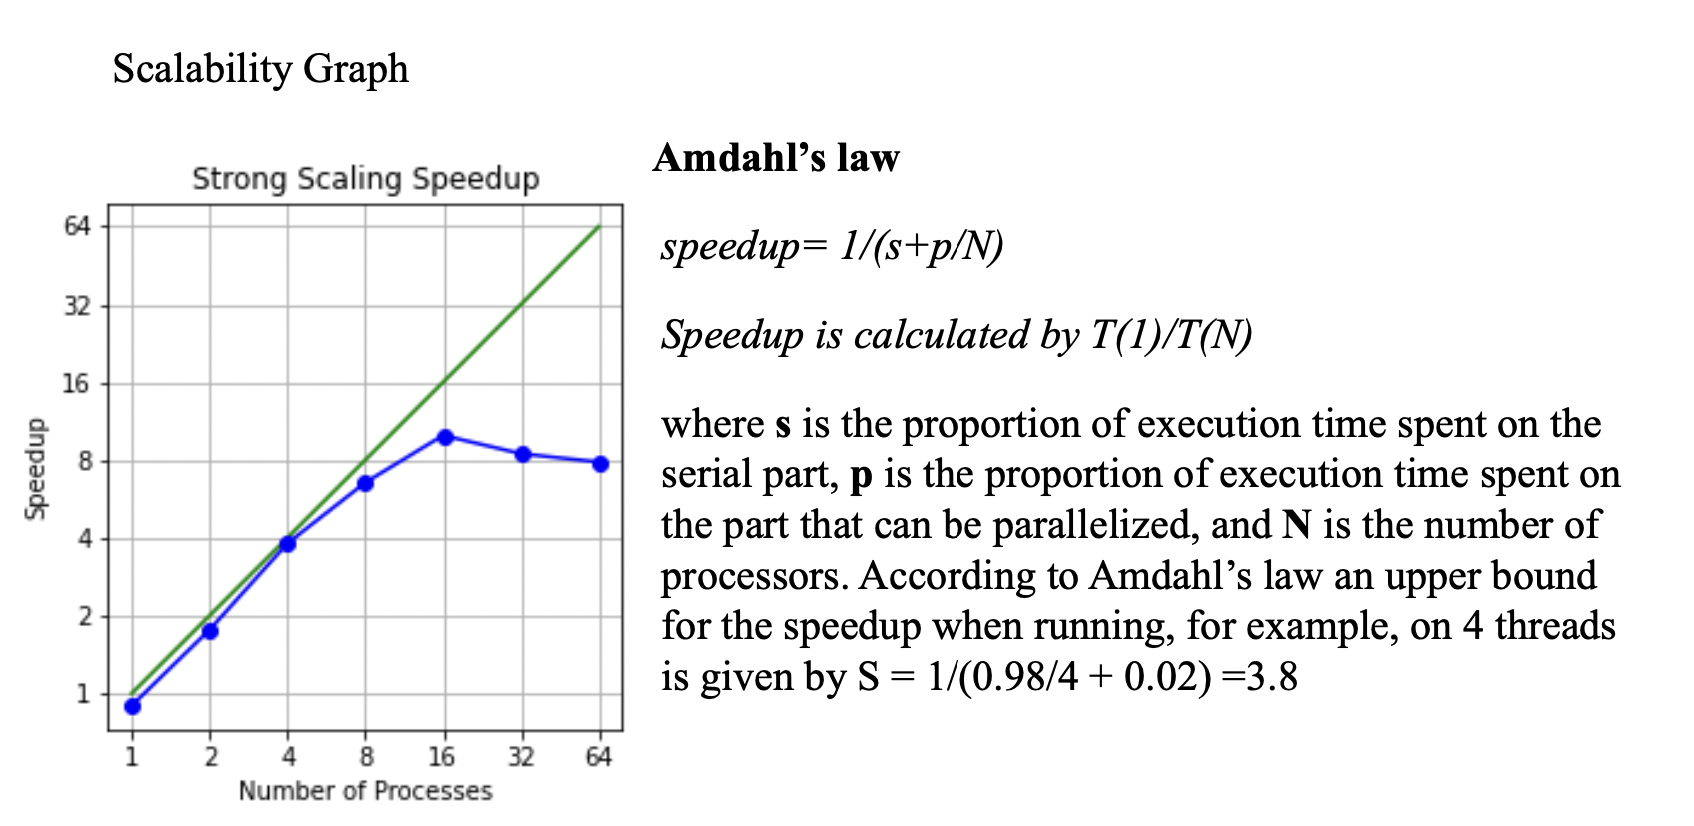 Scalability Graph
Strong Scaling Speedup
64
32
16
8
4
2
1
Speedup
1 2 4 8 16 32 64
Number of Processes
Amdahl’s law
speedup= 1/(s+p/N)
Speedup is calculated by T(1)/T(N)
where s is the proportion of execution time spent on the
serial part, p is the proportion of execution time spent on
the part that can be parallelized, and N is the number of
processors. According to Amdahl’s law an upper bound
for the speedup when running, for example, on 4 threads
is given by S = 1/(0.98/4 + 0.02) =3.8